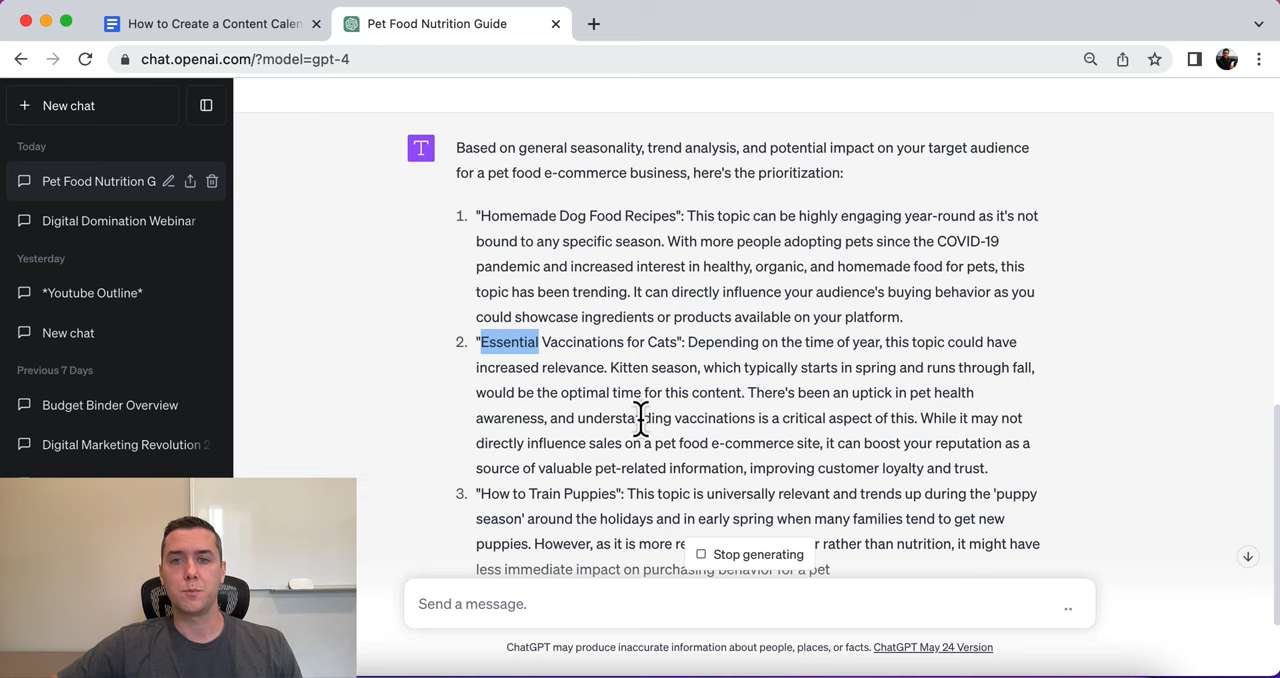 How to Create a Content Calen
Pet Food Nutrition Guide
chat.openai.com/?model=gpt-4
New chat
Today
Pet Food Nutrition G
Digital Domination Webinar
Yesterday
*Youtube Outline*
New chat
Previous 7 Days
Budget Binder Overview
Digital Marketing Revolution 2
T
Based on general seasonality, trend analysis, and potential impact on your target audience
for a pet food e-commerce business, here's the prioritization:
1. "Homemade Dog Food Recipes": This topic can be highly engaging year-round as it's not
bound to any specific season. With more people adopting pets since the COVID-19
pandemic and increased interest in healthy, organic, and homemade food for pets, this
topic has been trending. It can directly influence your audience's buying behavior as you
could showcase ingredients or products available on your platform.
2. "Essential Vaccinations for Cats": Depending on the time of year, this topic could have
increased relevance. Kitten season, which typically starts in spring and runs through fall,
would be the optimal time for this content. There's been an uptick in pet health
awareness, and understanding vaccinations is a critical aspect of this. While it may not
directly influence sales on a pet food e-commerce site, it can boost your reputation as a
source of valuable pet-related information, improving customer loyalty and trust.
3. "How to Train Puppies": This topic is universally relevant and trends up during the 'puppy
season' around the holidays and in early spring when many families tend to get new
puppies. However, as it is more rather than nutrition, it might have
Stop generating
less immediate impact on purchasing behavior for a pet
Send a message.
ChatGPT may produce inaccurate information about people, places, or facts. ChatGPT May 24 Version